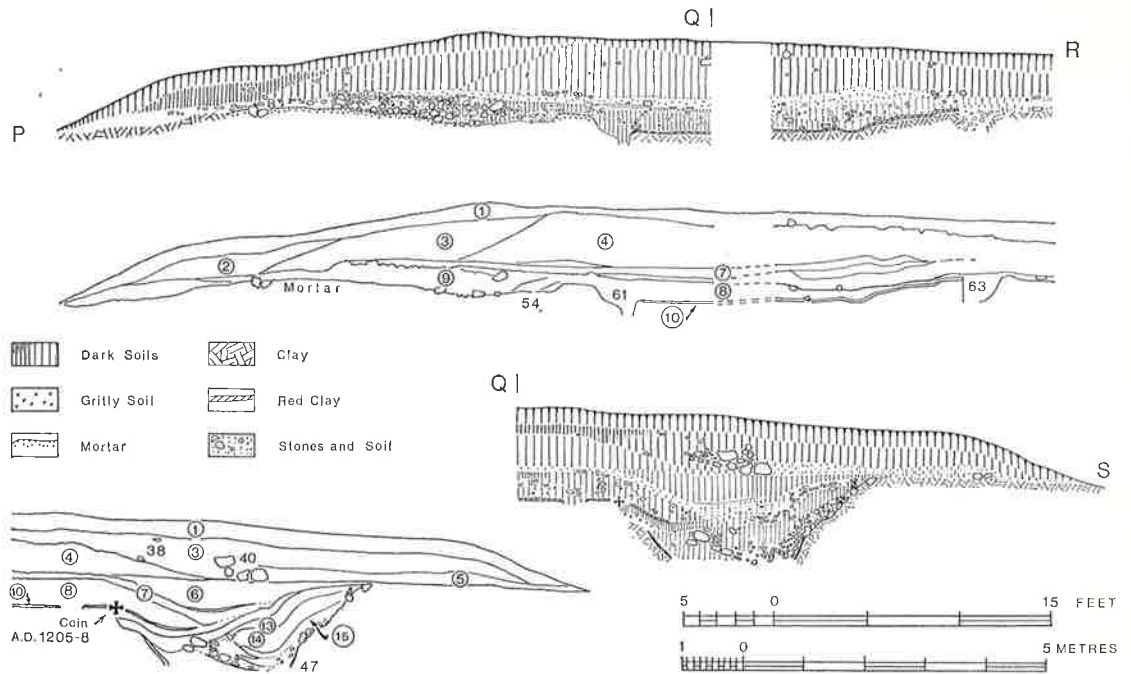 Q
R
P
①
③
④
②
⑨
⑦
Mortar
⑧
54
61
63
⑩
Dark Soils
Clay
Gritly Soil
Red Clay
Mortar
Stones and Soil
Q
S
①
38
③
④
40
⑤
⑩
⑧
⑦
⑥
Coin
A.D. 1205-8
⑬
⑭
⑮
47
5 0 15 FEET
1 0 5 METRES